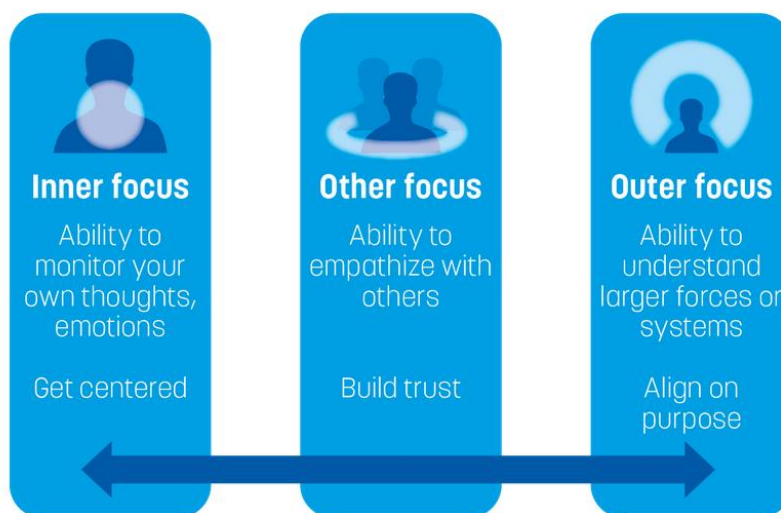 Inner focus
Ability to
monitor your
own thoughts,
emotions
Get centered
Other focus
Ability to
empathize with
others
Build trust
Outer focus
Ability to
understand
larger forces or
systems
Align on
purpose